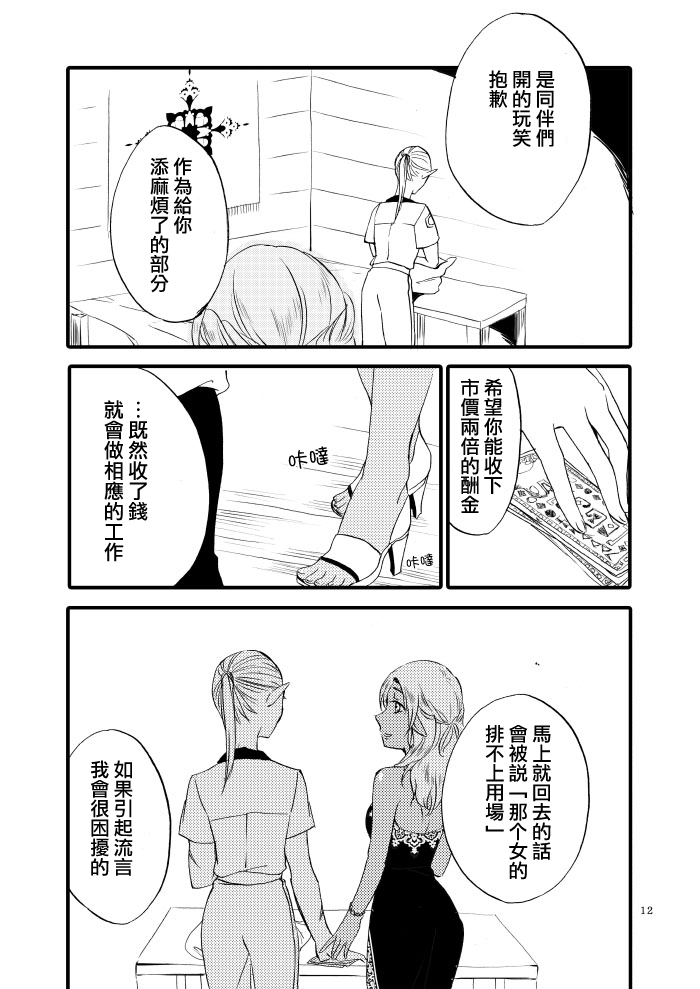 是同伴們
開的玩笑
抱歉
作為給你
添麻煩了的部分
希望你能收下
市價兩倍的酬金
咔噠
咔噠
…既然收了錢
就會做相應的工作
馬上就回去的話
會被説「那个女的
排不上用場」
如果引起流言
我會很困擾的
12